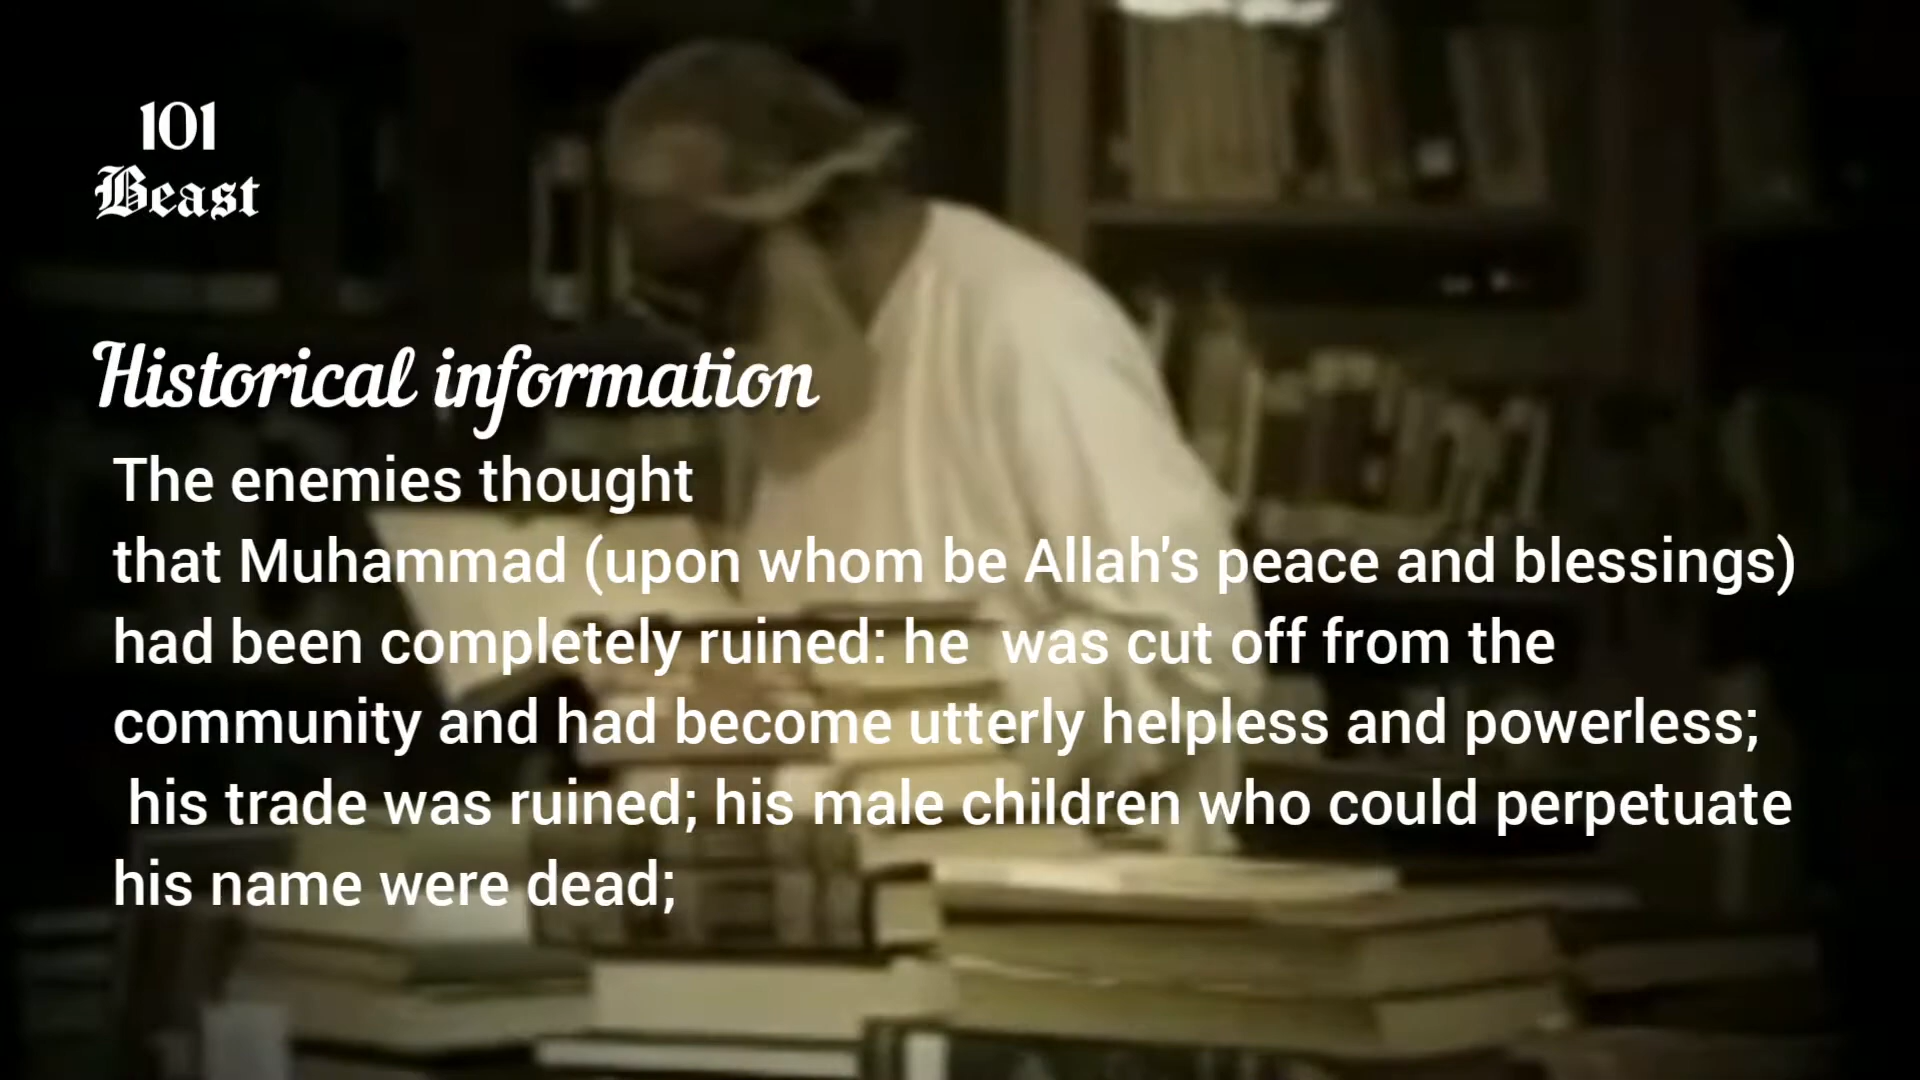 101
Beast
Historical information
The enemies thought
that Muhammad (upon whom be Allah's peace and blessings)
had been completely ruined: he  was cut off from the
community and had become utterly helpless and powerless;
his trade was ruined; his male children who could perpetuate
his name were dead;